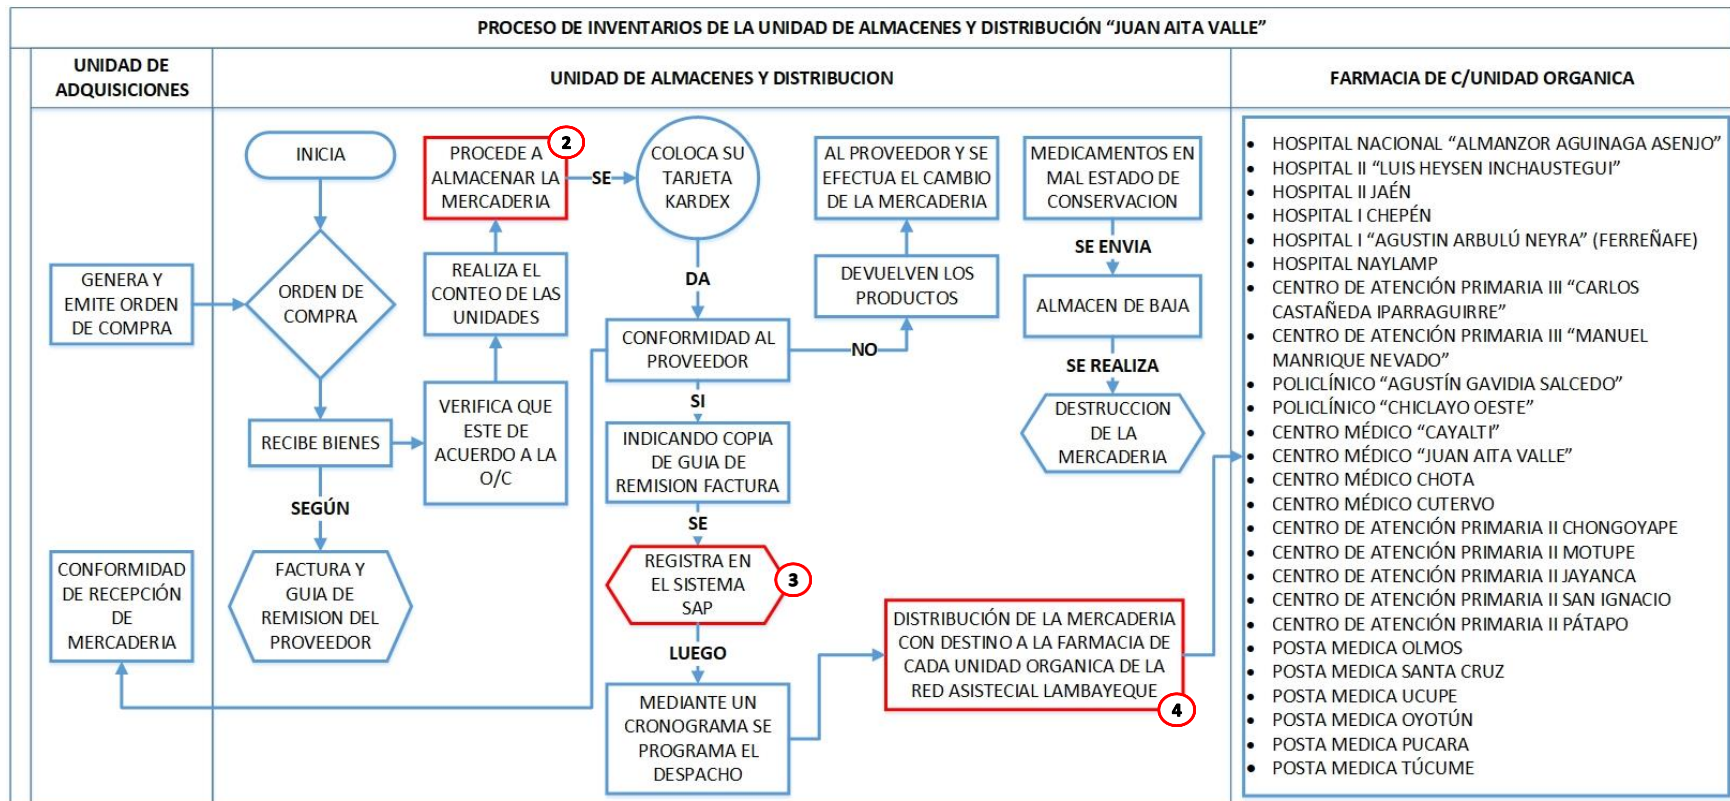 PROCESO DE INVENTARIOS DE LA UNIDAD DE ALMACENES Y DISTRIBUCIÓN “JUAN AITA VALLE”
UNIDAD DE
ADQUISICIONES
UNIDAD DE ALMACENES Y DISTRIBUCION
FARMACIA DE C/UNIDAD ORGANICA
GENERA Y
EMITE ORDEN
DE COMPRA
CONFORMIDAD
DE RECEPCIÓN
DE
MERCADERIA
INICIA
ORDEN DE
COMPRA
RECIBE BIENES
SEGÚN
FACTURA Y
GUIA DE
REMISION DEL
PROVEEDOR
VERIFICA QUE
ESTE DE
ACUERDO A LA
O/C
REALIZA EL
CONTEO DE LAS
UNIDADES
2
PROCEDE A
ALMACENAR LA
MERCADERIA
SE
COLOCA SU
TARJETA
KARDEX
DA
CONFORMIDAD AL
PROVEEDOR
NO
DEVUELVEN LOS
PRODUCTOS
AL PROVEEDOR Y SE
EFECTUA EL CAMBIO
DE LA MERCADERIA
SI
INDICANDO COPIA
DE GUIA DE
REMISION FACTURA
SE
REGISTRA EN
EL SISTEMA
SAP
3
LUEGO
MEDIANTE UN
CRONOGRAMA SE
PROGRAMA EL
DESPACHO
DISTRIBUCIÓN DE LA MERCADERIA
CON DESTINO A LA FARMACIA DE
CADA UNIDAD ORGANICA DE LA
RED ASISTECIAL LAMBAYEQUE
4
MEDICAMENTOS EN
MAL ESTADO DE
CONSERVACION
SE ENVIA
ALMACEN DE BAJA
SE REALIZA
DESTRUCCION
DE LA
MERCADERIA
• HOSPITAL NACIONAL “ALMANZOR AGUINAGA ASENJO”
• HOSPITAL II “LUIS HEYSEN INCHAUSTEGUI”
• HOSPITAL II JAÉN
• HOSPITAL I CHEPÉN
• HOSPITAL I “AGUSTIN ARBULÚ NEYRA” (FERREÑAFE)
• HOSPITAL NAYLAMP
• CENTRO DE ATENCIÓN PRIMARIA III “CARLOS
CASTAÑEDA IPARRAGUIRRE”
• CENTRO DE ATENCIÓN PRIMARIA III “MANUEL
MANRIQUE NEVADO”
• POLICLÍNICO “AGUSTÍN GAVIDIA SALCEDO”
• POLICLÍNICO “CHICLAYO OESTE”
• CENTRO MÉDICO “CAYALTI”
• CENTRO MÉDICO “JUAN AITA VALLE”
• CENTRO MÉDICO CHOTA
• CENTRO MÉDICO CUTERVO
• CENTRO DE ATENCIÓN PRIMARIA II CHONGOYAPE
• CENTRO DE ATENCIÓN PRIMARIA II MOTUPE
• CENTRO DE ATENCIÓN PRIMARIA II JAYANCA
• CENTRO DE ATENCIÓN PRIMARIA II SAN IGNACIO
• CENTRO DE ATENCIÓN PRIMARIA II PÁTAPO
• POSTA MEDICA OLMOS
• POSTA MEDICA SANTA CRUZ
• POSTA MEDICA UCUPE
• POSTA MEDICA OYOTÚN
• POSTA MEDICA PUCARA
• POSTA MEDICA TÚCUME